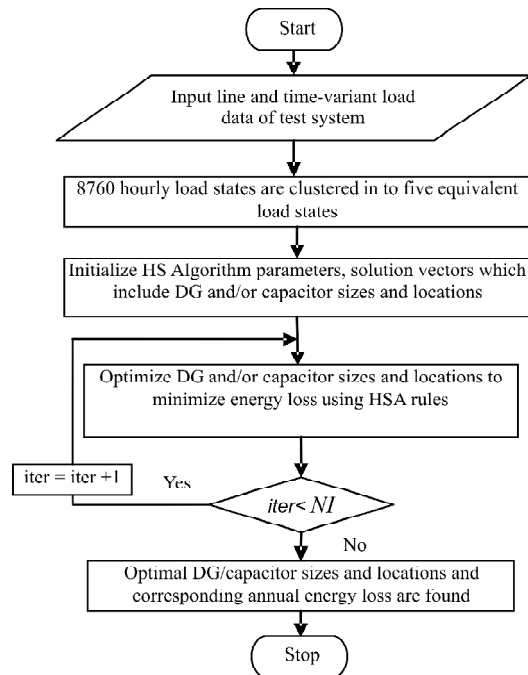 Start
Input line and time-variant load
data of test system
8760 hourly load states are clustered in to five equivalent
load states
Initialize HS Algorithm parameters, solution vectors which
include DG and/or capacitor sizes and locations
Optimize DG and/or capacitor sizes and locations to
minimize energy loss using HSA rules
iter = iter +1
Yes
iter< NI
No
Optimal DG/capacitor sizes and locations and
corresponding annual energy loss are found
Stop